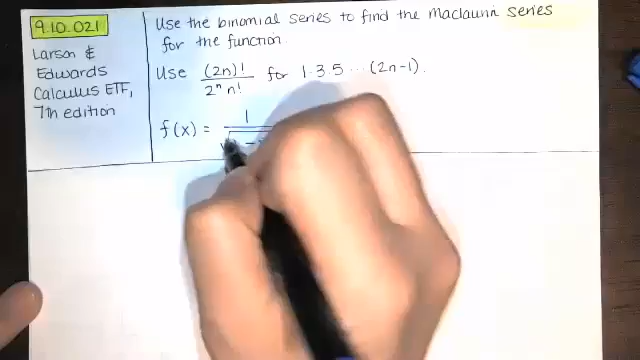 9.10.021
Larson &
Edwards
Calculus ETF,
7th edition
Use the binomial series to find the Maclaurin series
for the function.
Use (2n)! / 2ⁿ n! for 1·3·5 ··· (2n-1).
f(x) = 1 / √ -